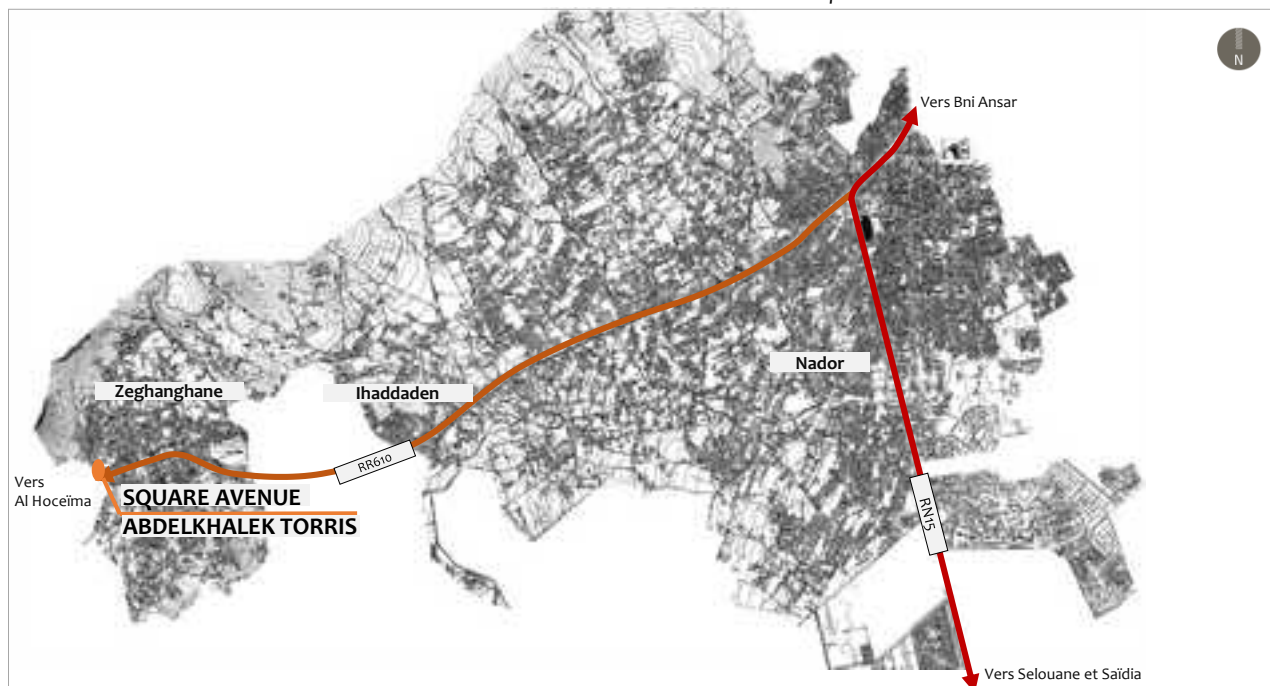 N
Vers Bni Ansar
Nador
Zeghanghane
Ihaddaden
RR610
Vers
Al Hoceïma
SQUARE AVENUE
ABDELKHALEK TORRIS
RN15
Vers Selouane et Saïdia